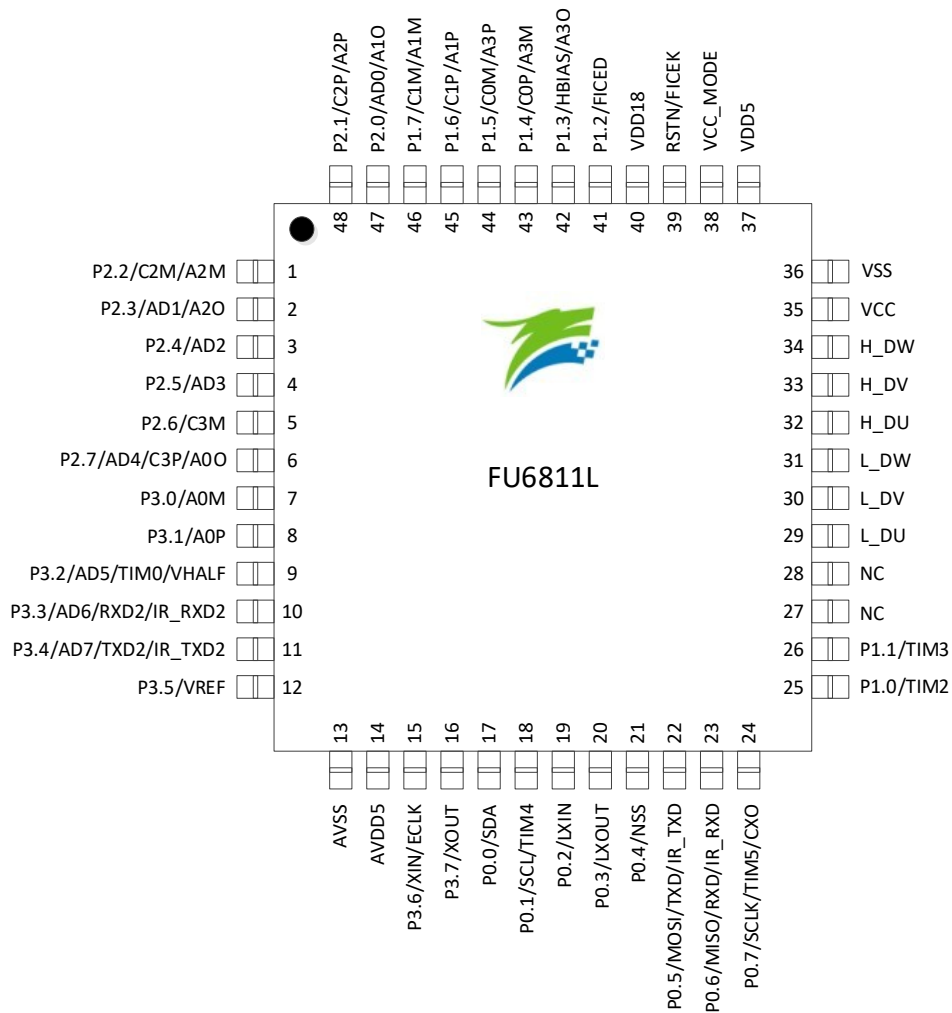 P2.1/C2P/A2P
P2.0/AD0/A1O
P1.7/C1M/A1M
P1.6/C1P/A1P
P1.5/C0M/A3P
P1.4/C0P/A3M
P1.3/HBIAS/A3O
P1.2/FICED
VDD18
RSTN/FICEK
VCC_MODE
VDD5
48
47
46
45
44
43
42
41
40
39
38
37
P2.2/C2M/A2M 1
P2.3/AD1/A2O 2
P2.4/AD2 3
P2.5/AD3 4
P2.6/C3M 5
P2.7/AD4/C3P/A0O 6
P3.0/A0M 7
P3.1/A0P 8
P3.2/AD5/TIM0/VHALF 9
P3.3/AD6/RXD2/IR_RXD2 10
P3.4/AD7/TXD2/IR_TXD2 11
P3.5/VREF 12
FU6811L
36 VSS
35 VCC
34 H_DW
33 H_DV
32 H_DU
31 L_DW
30 L_DV
29 L_DU
28 NC
27 NC
26 P1.1/TIM3
25 P1.0/TIM2
13
14
15
16
17
18
19
20
21
22
23
24
AVSS
AVDD5
P3.6/XIN/ECLK
P3.7/XOUT
P0.0/SDA
P0.1/SCL/TIM4
P0.2/LXIN
P0.3/LXOUT
P0.4/NSS
P0.5/MOSI/TXD/IR_TXD
P0.6/MISO/RXD/IR_RXD
P0.7/SCLK/TIM5/CXO